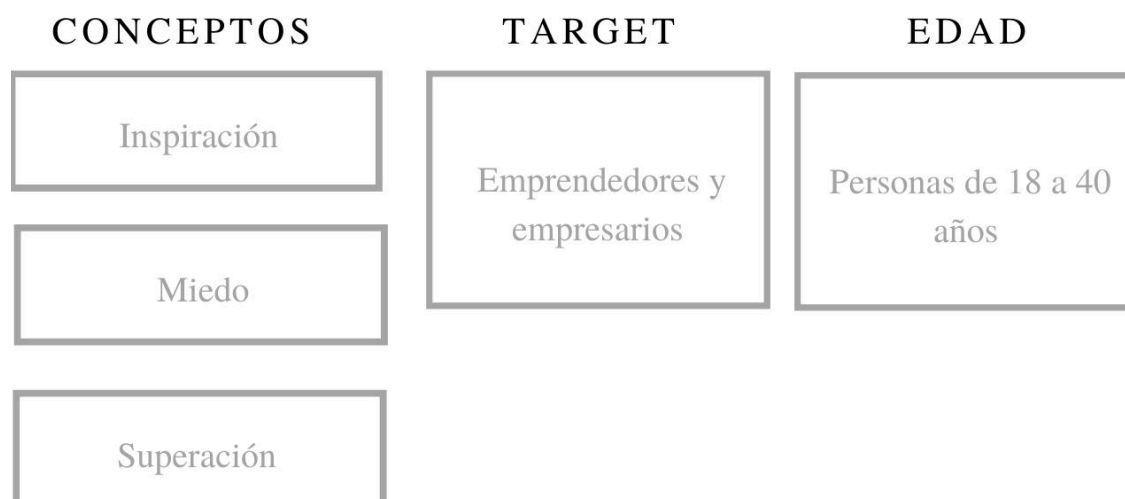 CONCEPTOS
TARGET
EDAD
Inspiración
Miedo
Superación
Emprendedores y
empresarios
Personas de 18 a 40
años